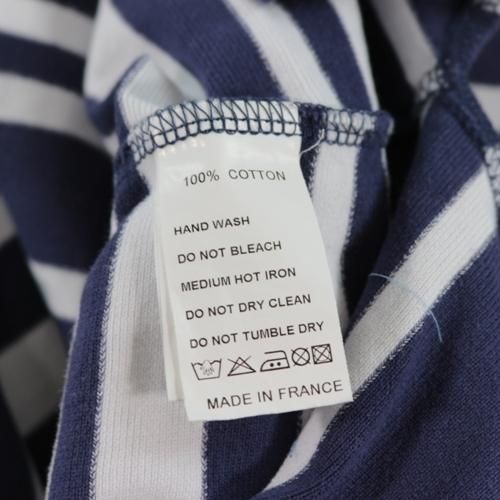 100% COTTON
HAND WASH
DO NOT BLEACH
MEDIUM HOT IRON
DO NOT DRY CLEAN
DO NOT TUMBLE DRY
MADE IN FRANCE